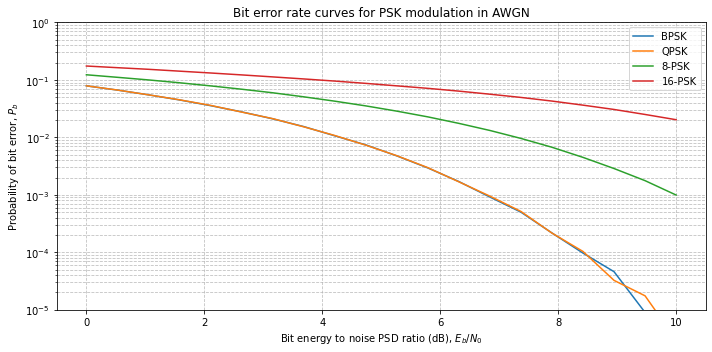 Bit error rate curves for PSK modulation in AWGN
Probability of bit error, P_b
10^0
10^-1
10^-2
10^-3
10^-4
10^-5
BPSK
QPSK
8-PSK
16-PSK
0 2 4 6 8 10
Bit energy to noise PSD ratio (dB), E_b/N_0